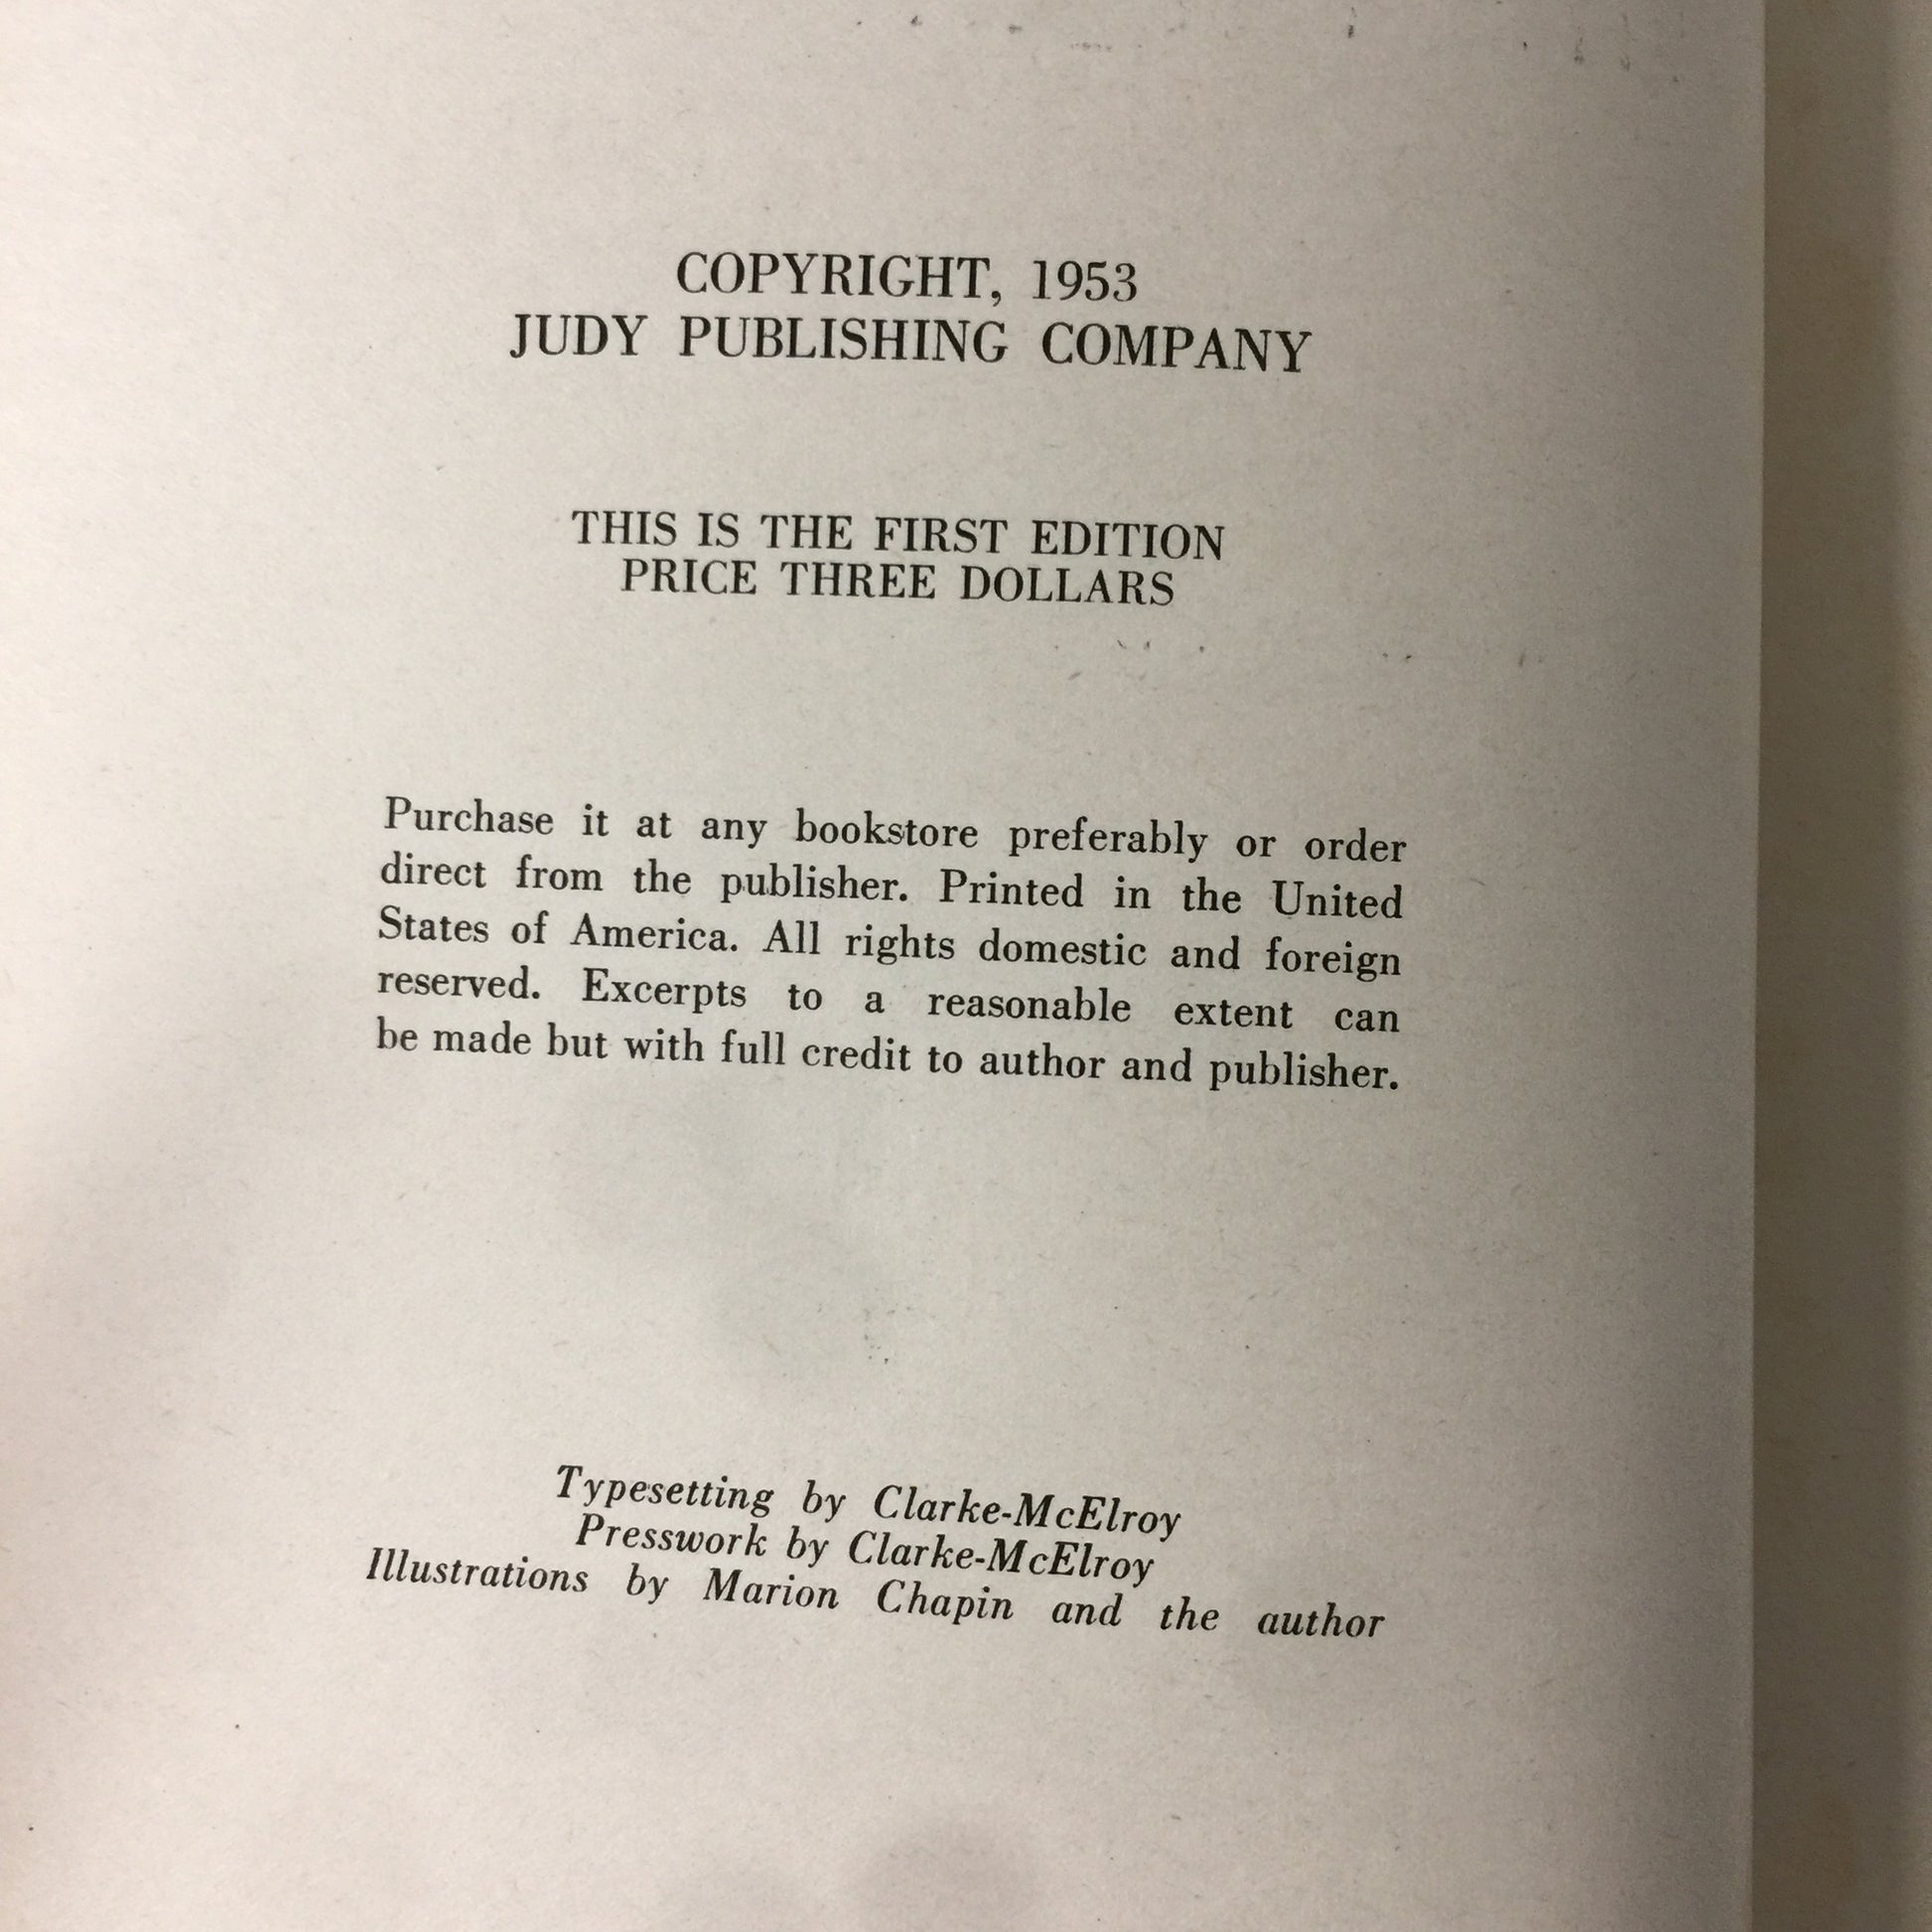 COPYRIGHT, 1953
JUDY PUBLISHING COMPANY
THIS IS THE FIRST EDITION
PRICE THREE DOLLARS
Purchase it at any bookstore preferably or order
direct from the publisher. Printed in the United
States of America. All rights domestic and foreign
reserved. Excerpts to a reasonable extent can
be made but with full credit to author and publisher.
Typesetting by Clarke-McElroy
Presswork by Clarke-McElroy
Illustrations by Marion Chapin and the author